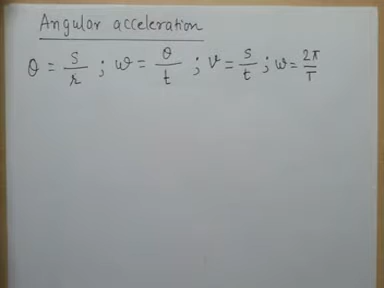 Angular acceleration
θ = s/r ; w = θ/t ; v = s/t ; w = 2π/T